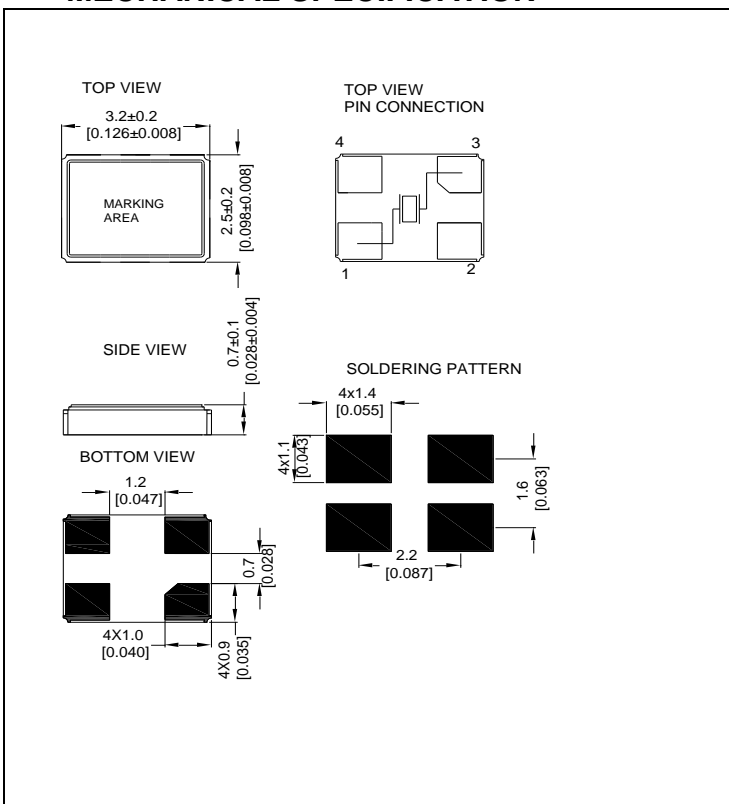 TOP VIEW
3.2±0.2
[0.126±0.008]
MARKING
AREA
2.5±0.2
[0.098±0.008]
TOP VIEW
PIN CONNECTION
4
3
1
2
SIDE VIEW
0.7±0.1
[0.028±0.004]
SOLDERING PATTERN
4x1.4
[0.055]
4x1.1
[0.043]
1.6
[0.063]
2.2
[0.087]
BOTTOM VIEW
1.2
[0.047]
0.7
[0.028]
4X1.0
[0.040]
4X0.9
[0.035]